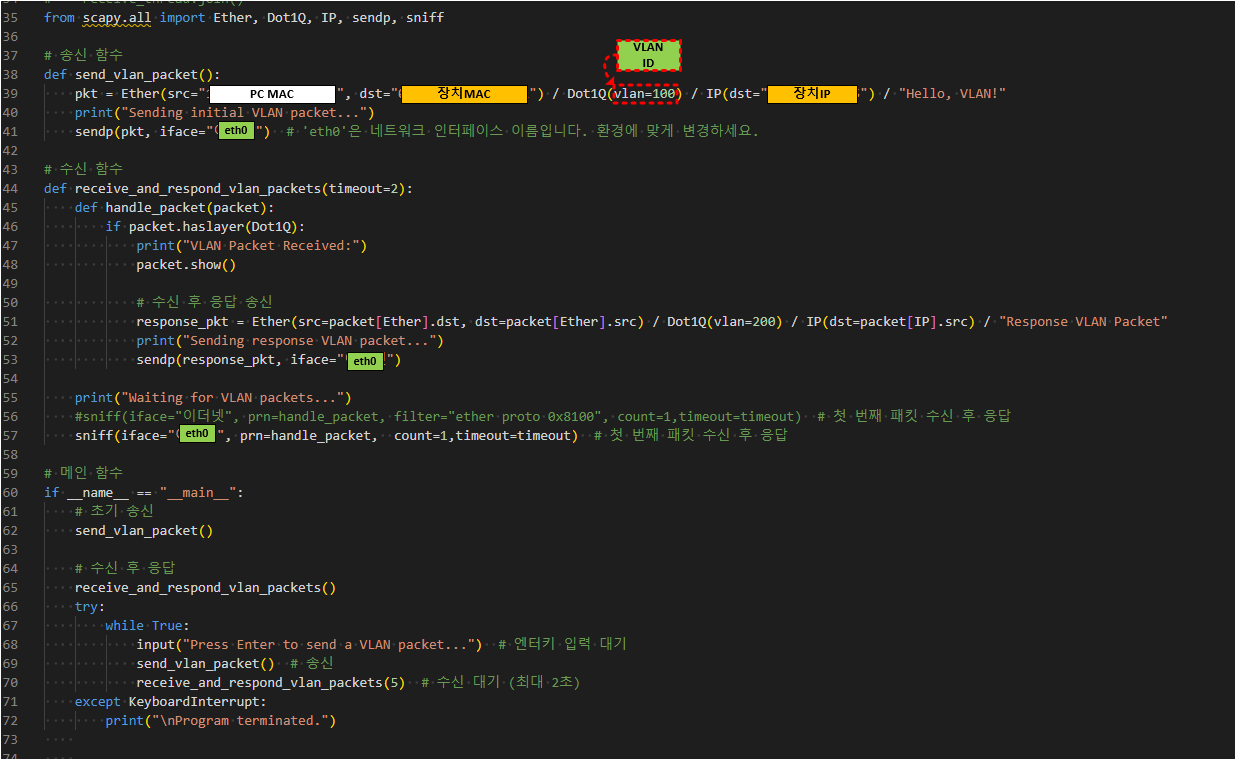 35 from scapy.all import Ether, Dot1Q, IP, sendp, sniff
36
37 # 송신 함수
VLAN
ID
38 def send_vlan_packet():
39 pkt = Ether(src=" PC MAC ", dst=" 장치MAC ") / Dot1Q(vlan=100) / IP(dst=" 장치IP ") / "Hello, VLAN!"
40 print("Sending initial VLAN packet...")
41 sendp(pkt, iface=" eth0 ") # 'eth0'은 네트워크 인터페이스 이름입니다. 환경에 맞게 변경하세요.
42
43 # 수신 함수
44 def receive_and_respond_vlan_packets(timeout=2):
45 def handle_packet(packet):
46 if packet.haslayer(Dot1Q):
47 print("VLAN Packet Received:")
48 packet.show()
49
50 # 수신 후 응답 송신
51 response_pkt = Ether(src=packet[Ether].dst, dst=packet[Ether].src) / Dot1Q(vlan=200) / IP(dst=packet[IP].src) / "Response VLAN Packet"
52 print("Sending response VLAN packet...")
53 sendp(response_pkt, iface=" eth0 ")
54
55 print("Waiting for VLAN packets...")
56 #sniff(iface="이더넷", prn=handle_packet, filter="ether proto 0x8100", count=1,timeout=timeout) # 첫 번째 패킷 수신 후 응답
57 sniff(iface=" eth0 ", prn=handle_packet, count=1,timeout=timeout) # 첫 번째 패킷 수신 후 응답
58
59 # 메인 함수
60 if __name__ == "__main__":
61 # 초기 송신
62 send_vlan_packet()
63
64 # 수신 후 응답
65 receive_and_respond_vlan_packets()
66 try:
67 while True:
68 input("Press Enter to send a VLAN packet...") # 엔터키 입력 대기
69 send_vlan_packet() # 송신
70 receive_and_respond_vlan_packets(5) # 수신 대기 (최대 2초)
71 except KeyboardInterrupt:
72 print("\nProgram terminated.")
73